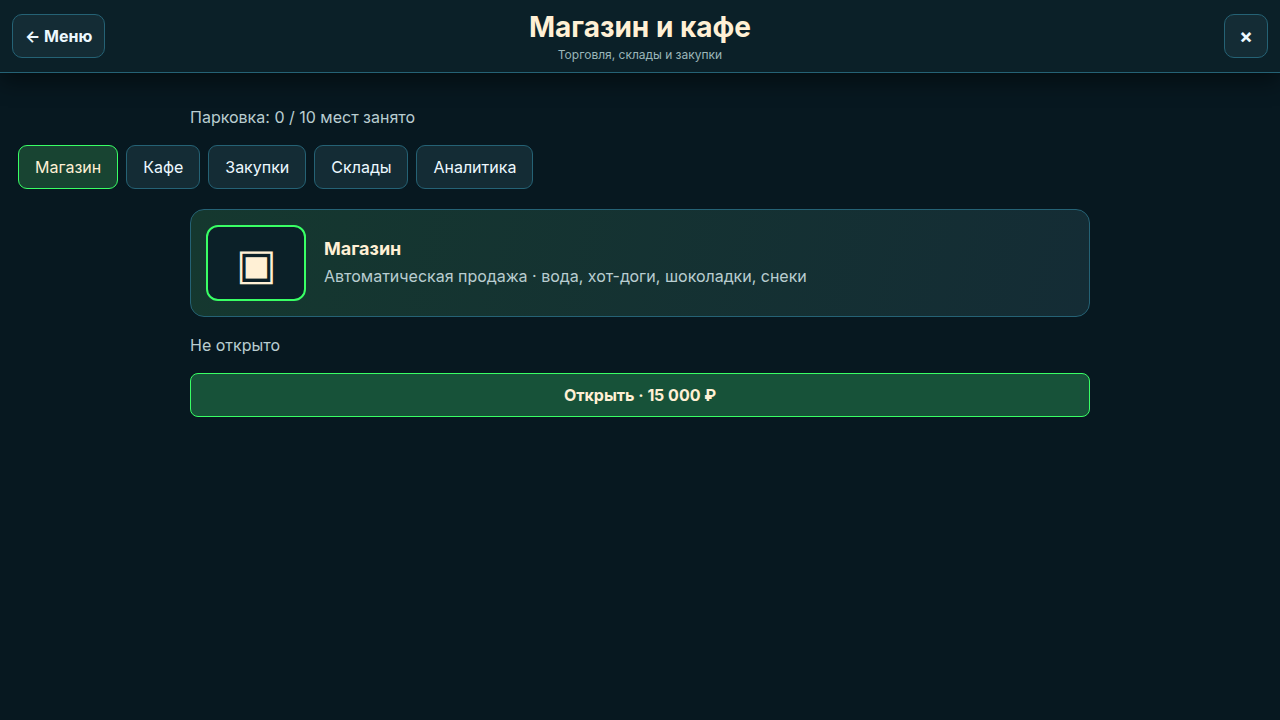 ← Меню
Магазин и кафе
Торговля, склады и закупки
×
Парковка: 0 / 10 мест занято
Магазин
Кафе
Закупки
Склады
Аналитика
Магазин
Автоматическая продажа · вода, хот-доги, шоколадки, снеки
Не открыто
Открыть · 15 000 ₽